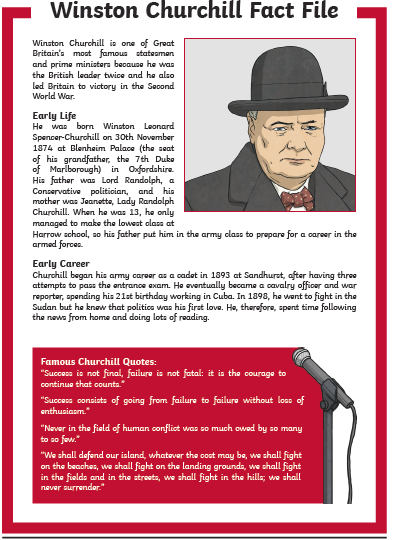 Winston Churchill Fact File
Winston Churchill is one of Great
Britain's most famous statesmen
and prime ministers because he was
the British leader twice and he also
led Britain to victory in the Second
World War.
Early Life
He was born Winston Leonard
Spencer-Churchill on 30th November
1874 at Blenheim Palace (the seat
of his grandfather, the 7th Duke
of Marlborough) in Oxfordshire.
His father was Lord Randolph, a
Conservative politician, and his
mother was Jeanette, Lady Randolph
Churchill. When he was 13, he only
managed to make the lowest class at
Harrow school, so his father put him in the army class to prepare for a career in the
armed forces.
Early Career
Churchill began his army career as a cadet in 1893 at Sandhurst, after having three
attempts to pass the entrance exam. He eventually became a cavalry officer and war
reporter, spending his 21st birthday working in Cuba. In 1898, he went to fight in the
Sudan but he knew that politics was his first love. He, therefore, spent time following
the news from home and doing lots of reading.
Famous Churchill Quotes:
"Success is not final, failure is not fatal: it is the courage to
continue that counts."
"Success consists of going from failure to failure without loss of
enthusiasm."
"Never in the field of human conflict was so much owed by so many
to so few."
"We shall defend our island, whatever the cost may be, we shall fight
on the beaches, we shall fight on the landing grounds, we shall fight
in the fields and in the streets, we shall fight in the hills; we shall
never surrender."